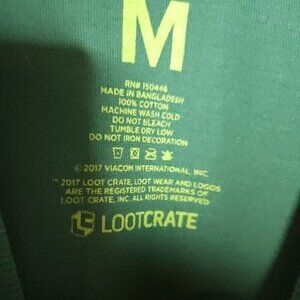 M
RN# 150446
MADE IN BANGLADESH
100% COTTON
MACHINE WASH COLD
DO NOT BLEACH
TUMBLE DRY LOW
DO NOT IRON DECORATION
© 2017 VIACOM INTERNATIONAL, INC.
™ 2017 LOOT CRATE, LOOT WEAR AND LOGOS
ARE THE REGISTERED TRADEMARKS OF
LOOT CRATE, INC. ALL RIGHTS RESERVED
LOOTCRATE